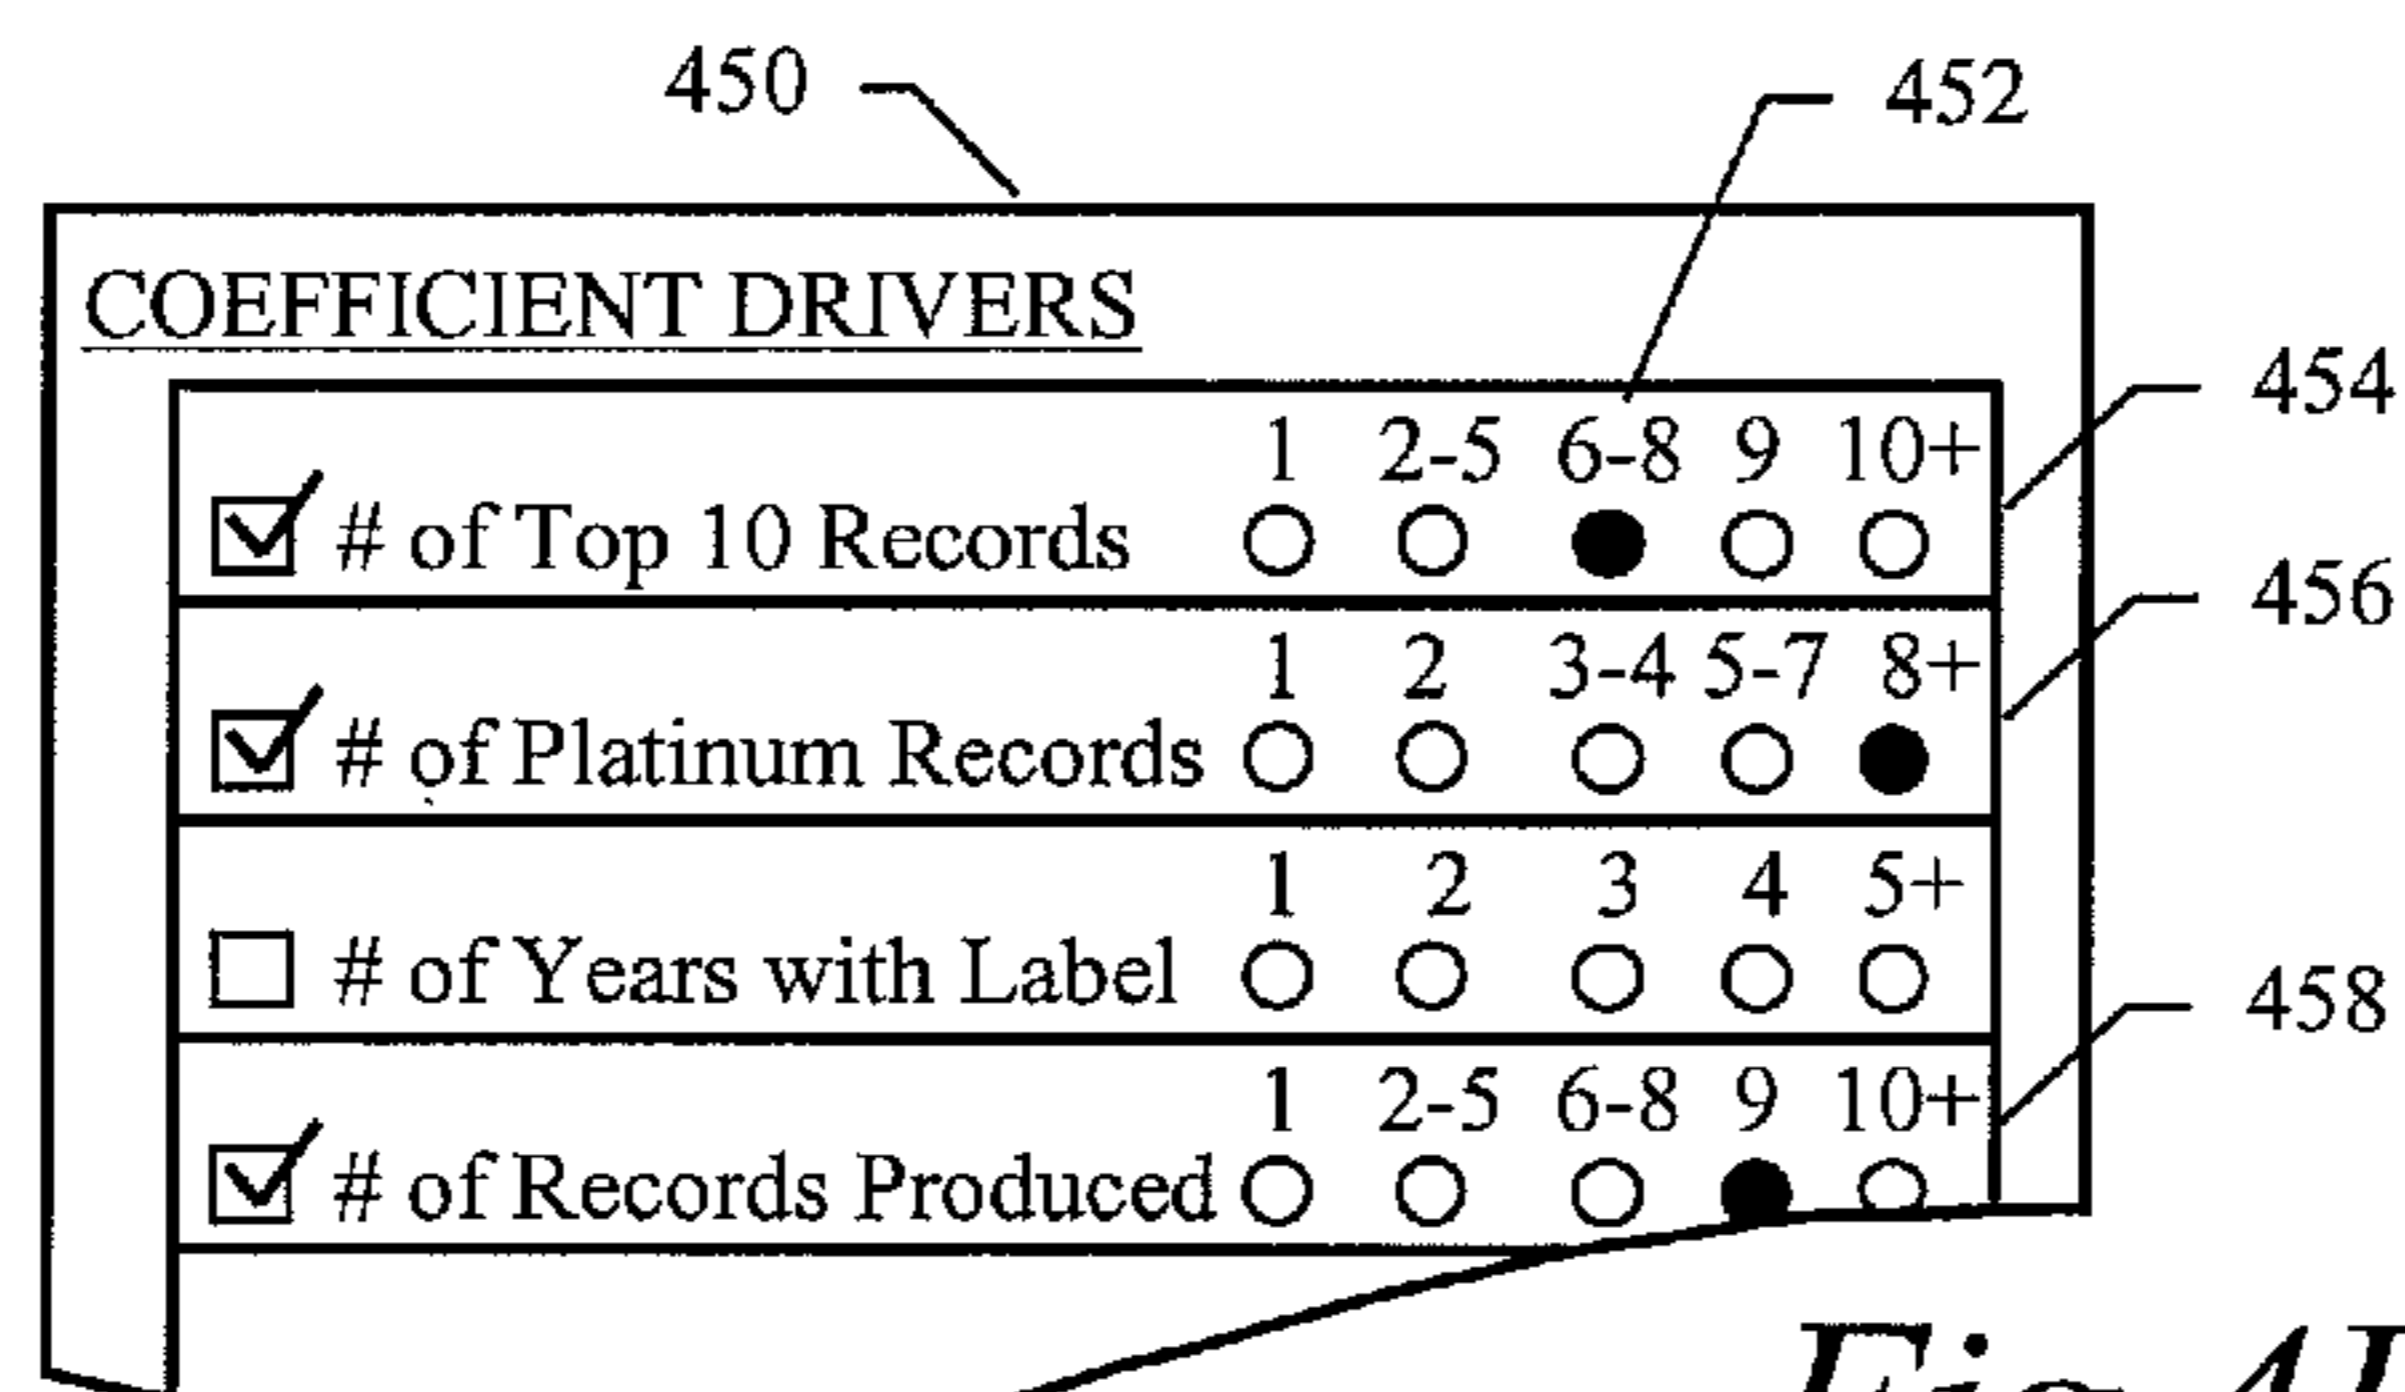 450
452
COEFFICIENT DRIVERS
454
1 2-5 6-8 9 10+
# of Top 10 Records
456
1 2 3-4 5-7 8+
# of Platinum Records
1 2 3 4 5+
# of Years with Label
458
1 2-5 6-8 9 10+
# of Records Produced